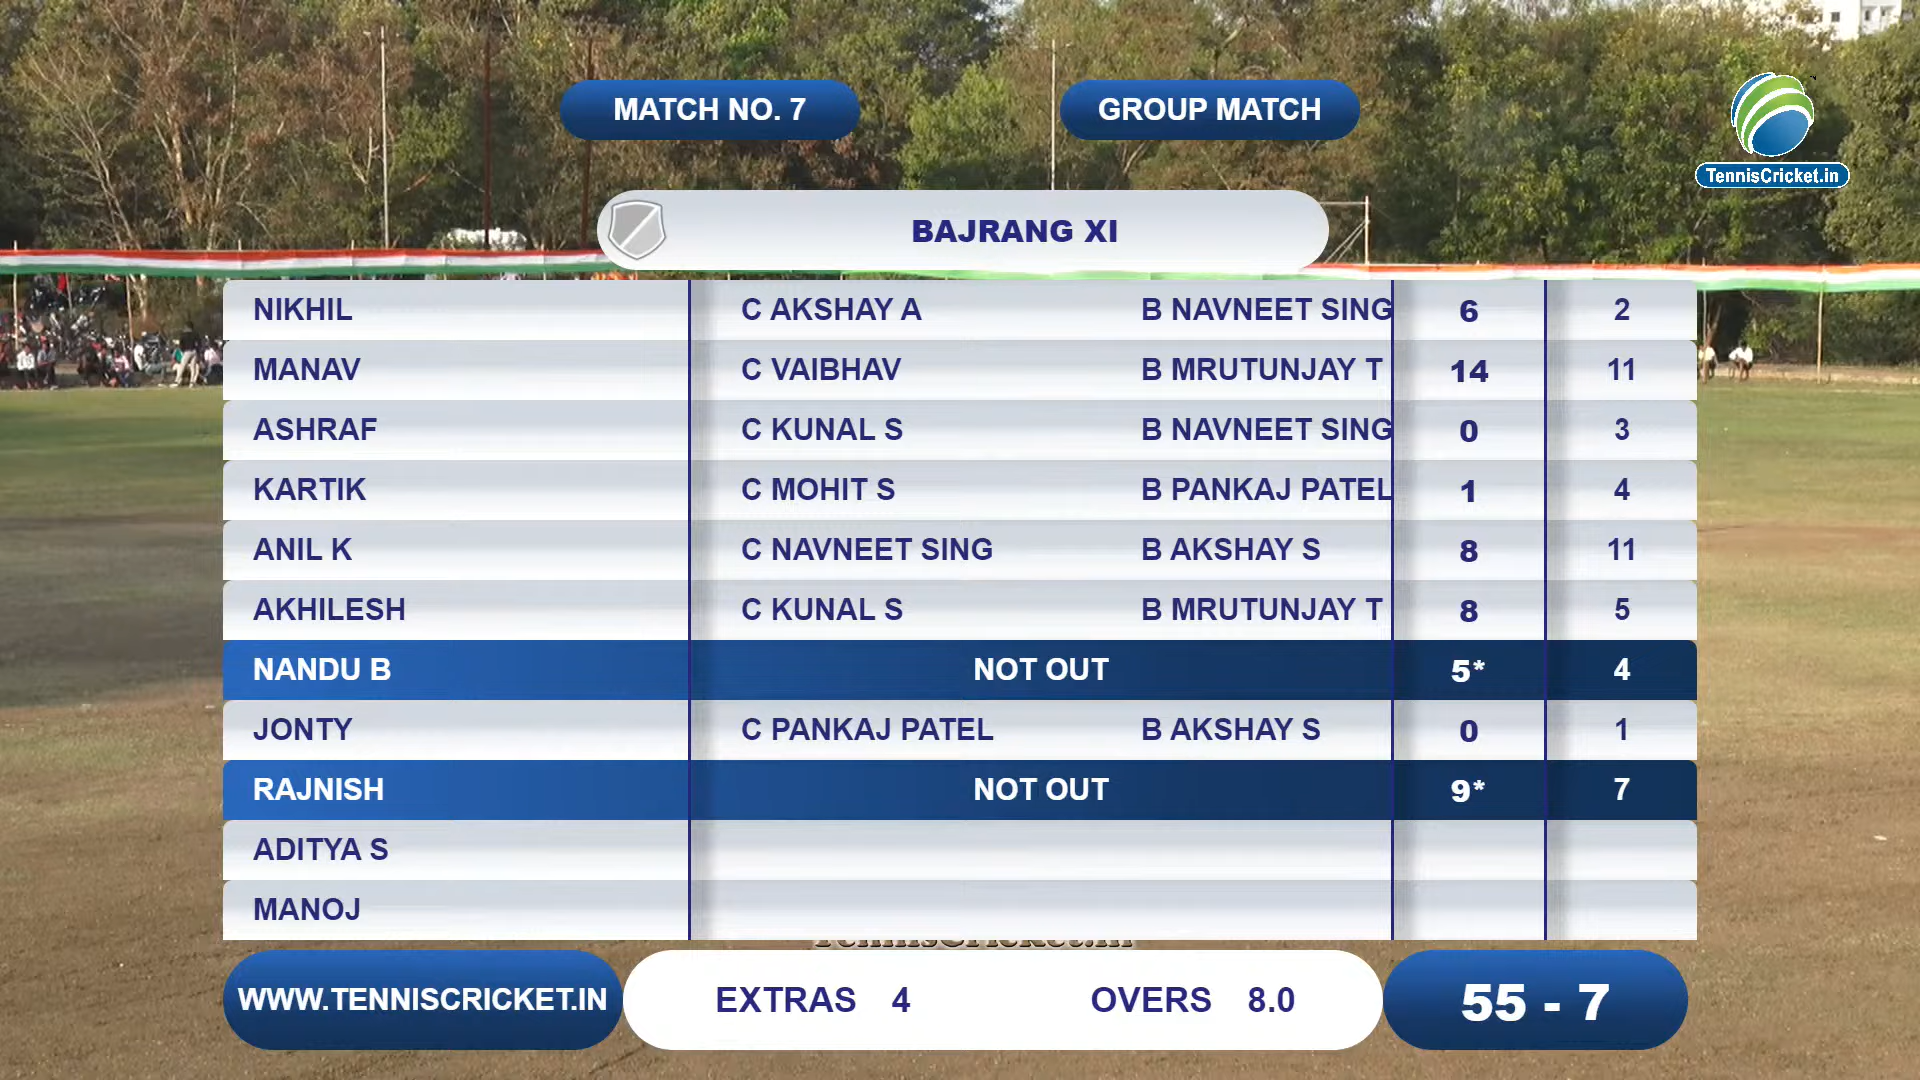 MATCH NO. 7
GROUP MATCH
TennisCricket.in
BAJRANG XI
NIKHIL C AKSHAY A B NAVNEET SING 6 2
MANAV C VAIBHAV B MRUTUNJAY T 14 11
ASHRAF C KUNAL S B NAVNEET SING 0 3
KARTIK C MOHIT S B PANKAJ PATEL 1 4
ANIL K C NAVNEET SING B AKSHAY S 8 11
AKHILESH C KUNAL S B MRUTUNJAY T 8 5
NANDU B NOT OUT 5* 4
JONTY C PANKAJ PATEL B AKSHAY S 0 1
RAJNISH NOT OUT 9* 7
ADITYA S
MANOJ
TennisCricket.in
WWW.TENNISCRICKET.IN EXTRAS 4 OVERS 8.0 55 - 7